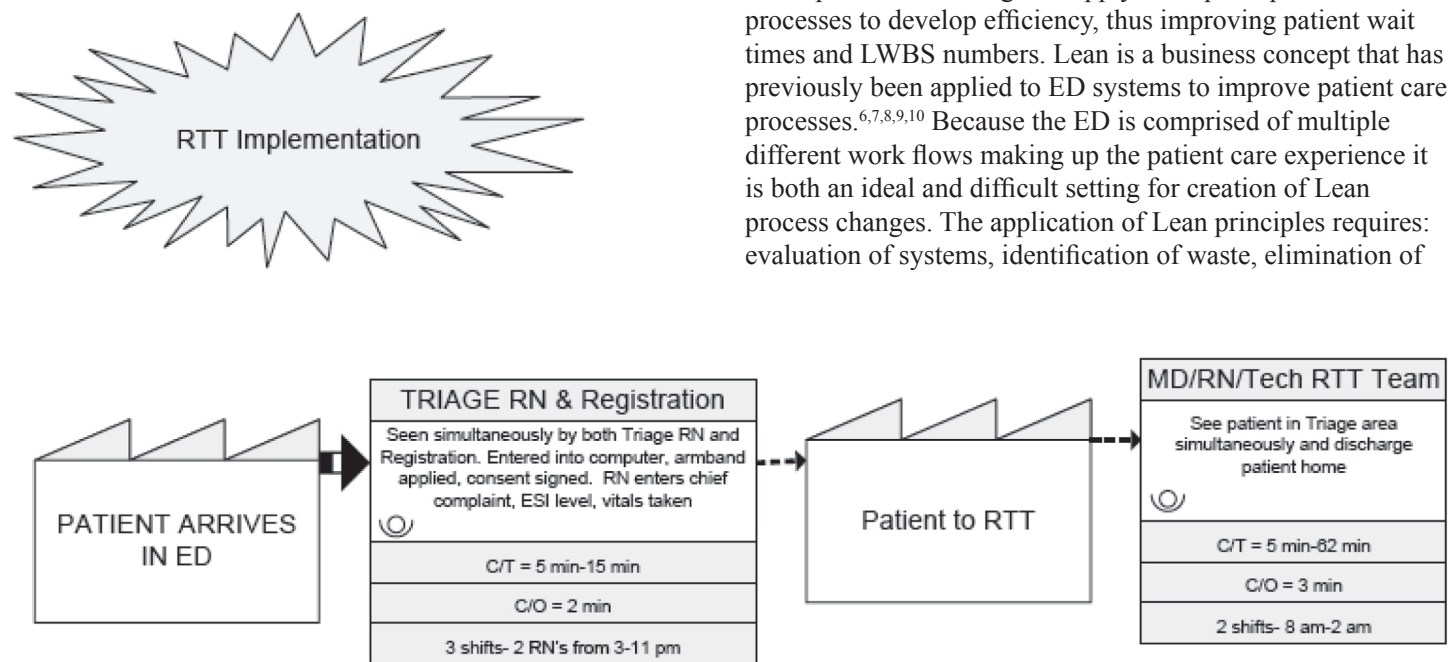 processes to develop efficiency, thus improving patient wait
times and LWBS numbers. Lean is a business concept that has
previously been applied to ED systems to improve patient care
processes.6,7,8,9,10 Because the ED is comprised of multiple
different work flows making up the patient care experience it
is both an ideal and difficult setting for creation of Lean
process changes. The application of Lean principles requires:
evaluation of systems, identification of waste, elimination of
RTT Implementation
PATIENT ARRIVES
IN ED
TRIAGE RN & Registration
Seen simultaneously by both Triage RN and
Registration. Entered into computer, armband
applied, consent signed. RN enters chief
complaint, ESI level, vitals taken
C/T = 5 min-15 min
C/O = 2 min
3 shifts- 2 RN's from 3-11 pm
Patient to RTT
MD/RN/Tech RTT Team
See patient in Triage area
simultaneously and discharge
patient home
C/T = 5 min-62 min
C/O = 3 min
2 shifts- 8 am-2 am